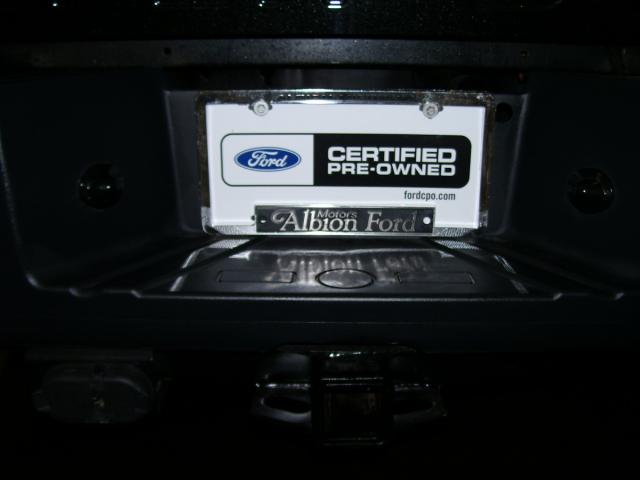 Ford
CERTIFIED
PRE-OWNED
fordcpo.com
Motors
Albion Ford